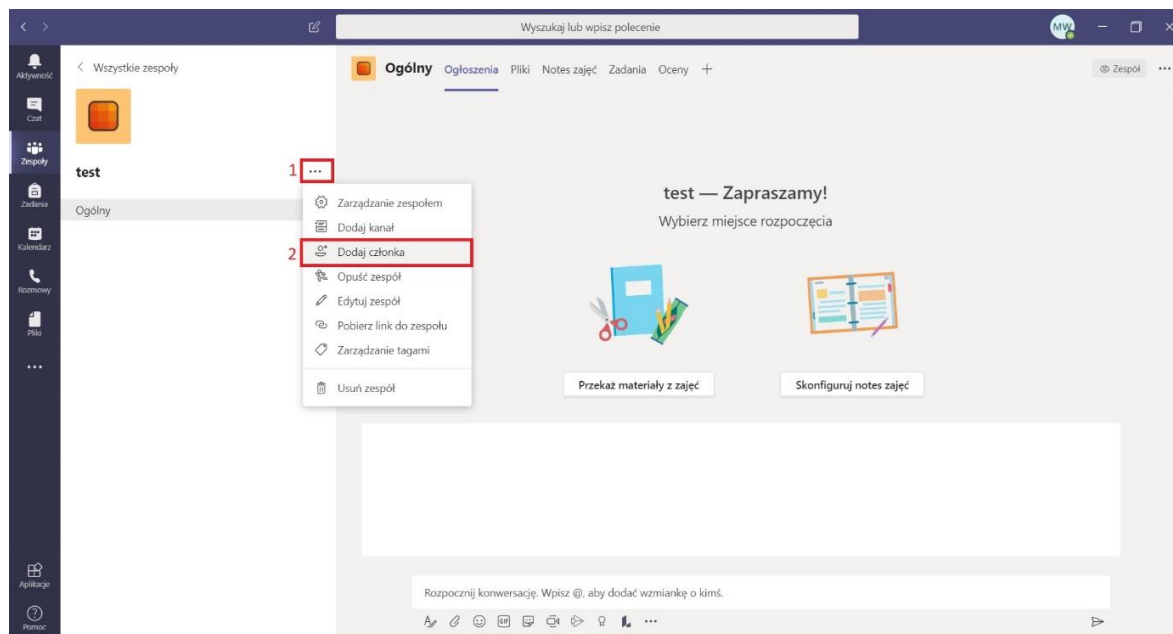 Wyszukaj lub wpisz polecenie
MW
Aktywność
Czat
Zespoły
Zadania
Kalendarz
Rozmowy
Pliki
Aplikacje
Pomoc
Wszystkie zespoły
test
1
Ogólny
Zarządzanie zespołem
Dodaj kanał
2 Dodaj członka
Opuść zespół
Edytuj zespół
Pobierz link do zespołu
Zarządzanie tagami
Usuń zespół
Ogólny Ogłoszenia Pliki Notes zajęć Zadania Oceny
Zespół
test — Zapraszamy!
Wybierz miejsce rozpoczęcia
Przekaż materiały z zajęć
Skonfiguruj notes zajęć
Rozpocznij konwersację. Wpisz @, aby dodać wzmiankę o kimś.
GIF